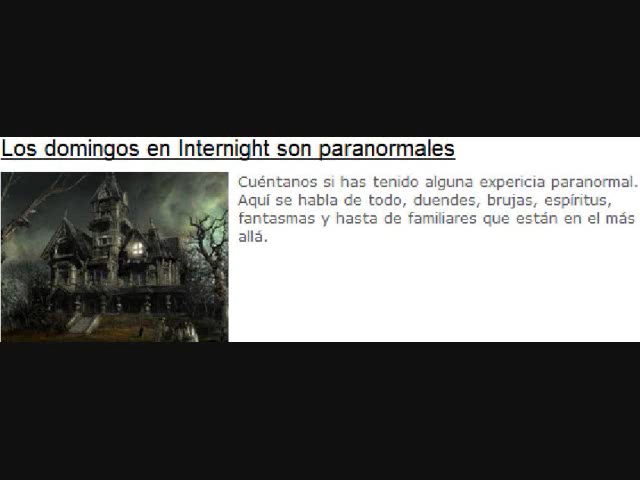 Los domingos en Internight son paranormales
Cuéntanos si has tenido alguna expericia paranormal.
Aquí se habla de todo, duendes, brujas, espíritus,
fantasmas y hasta de familiares que están en el más
allá.